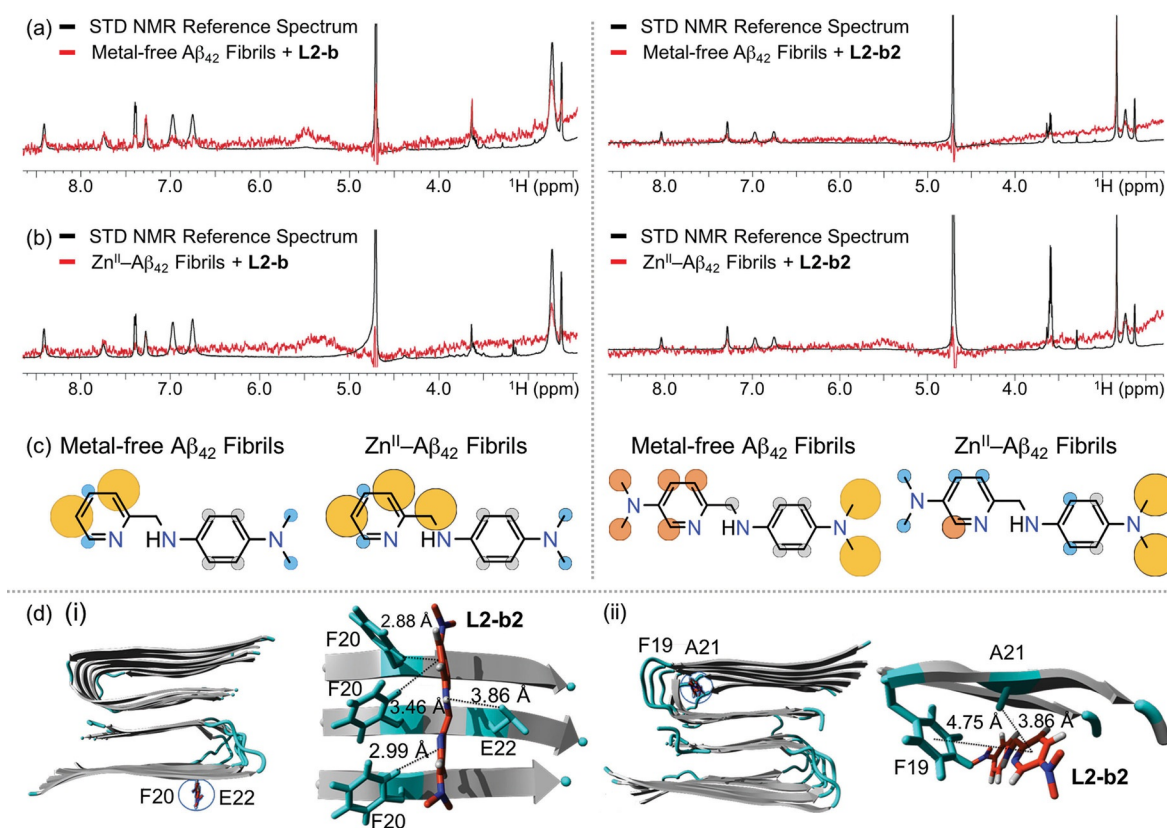 (a)
STD NMR Reference Spectrum
Metal-free Aβ42 Fibrils + L2-b
8.0 7.0 6.0 5.0 4.0 ¹H (ppm)
STD NMR Reference Spectrum
Metal-free Aβ42 Fibrils + L2-b2
8.0 7.0 6.0 5.0 4.0 ¹H (ppm)
(b)
STD NMR Reference Spectrum
Znᴵᴵ–Aβ42 Fibrils + L2-b
8.0 7.0 6.0 5.0 4.0 ¹H (ppm)
STD NMR Reference Spectrum
Znᴵᴵ–Aβ42 Fibrils + L2-b2
8.0 7.0 6.0 5.0 4.0 ¹H (ppm)
(c)
Metal-free Aβ42 Fibrils
N HN N
Znᴵᴵ–Aβ42 Fibrils
N HN N
Metal-free Aβ42 Fibrils
N N HN N
Znᴵᴵ–Aβ42 Fibrils
N N HN N
(d) (i)
F20 E22
L2-b2
2.88 Å
F20
F20
3.46 Å
3.86 Å
E22
2.99 Å
F20
(ii)
F19 A21
A21
4.75 Å 3.86 Å
F19
L2-b2